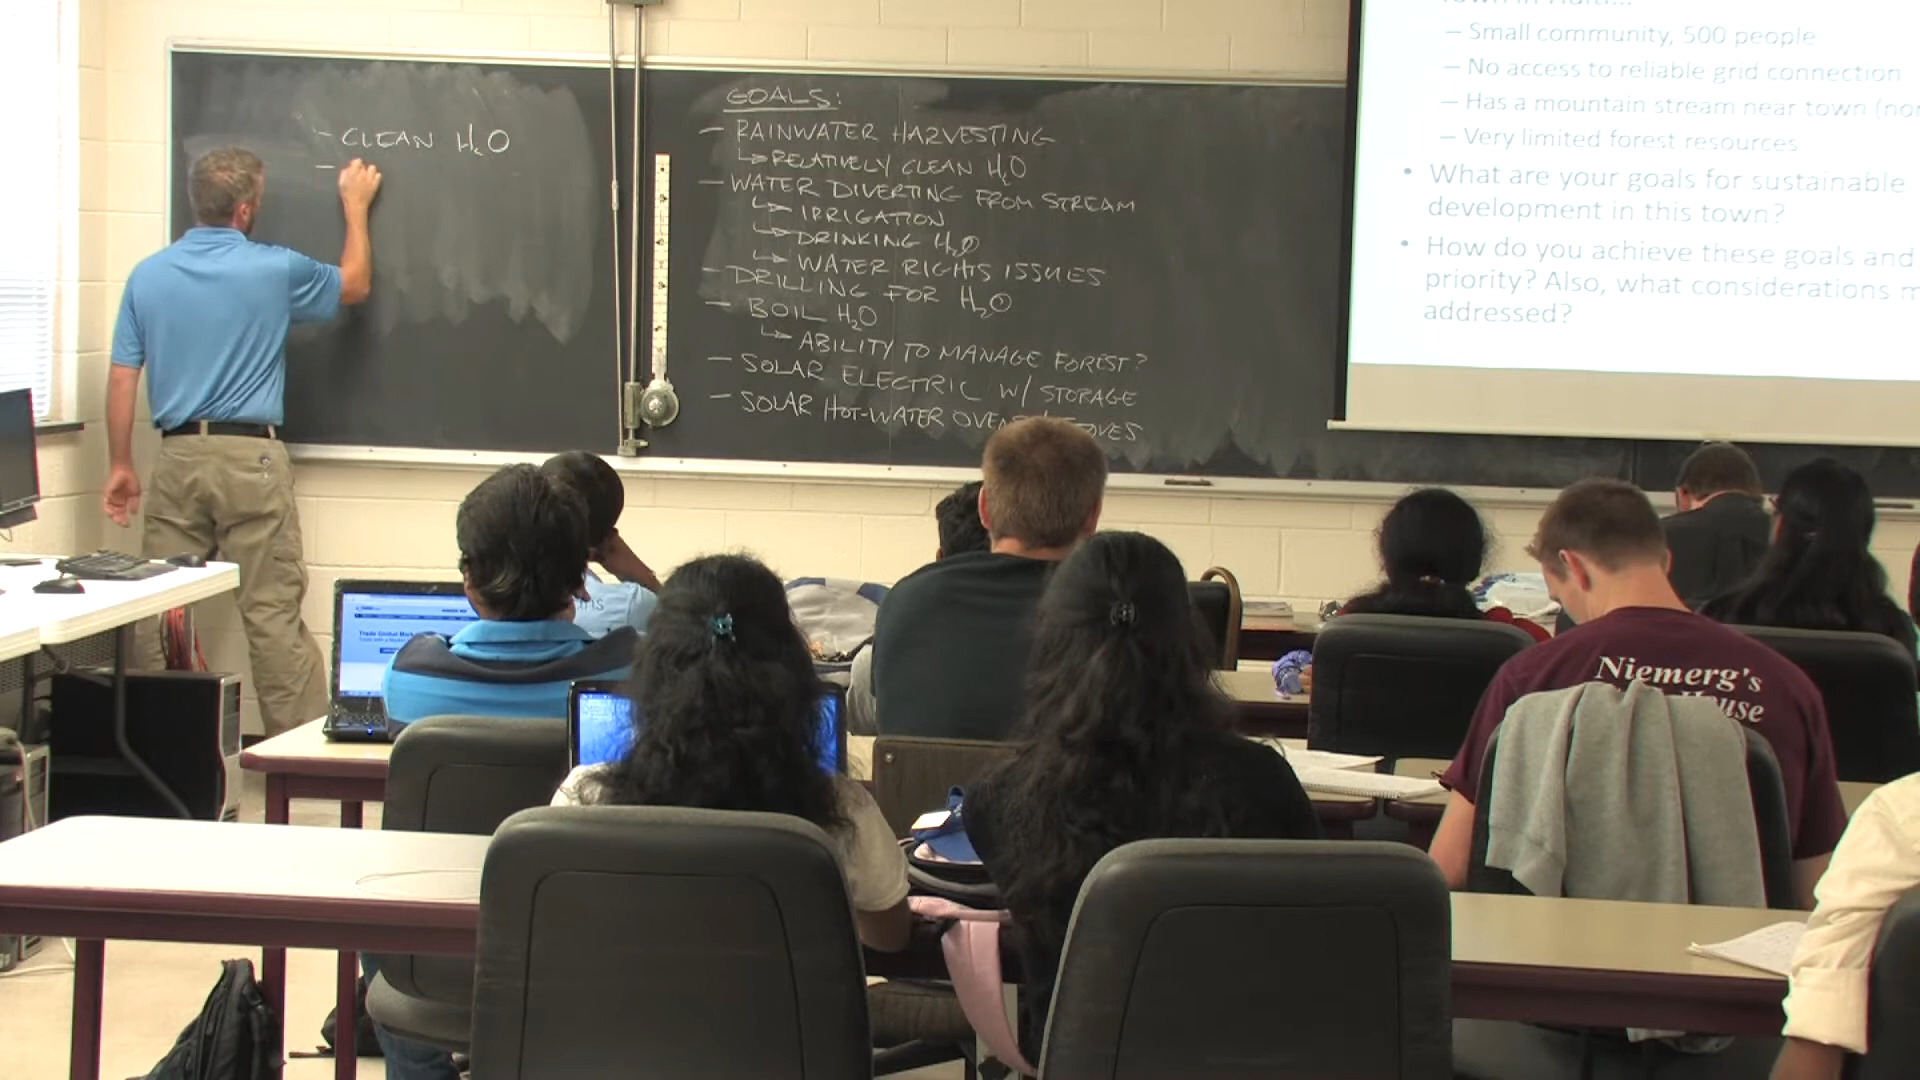 – CLEAN H₂O
–
GOALS:
– RAINWATER HARVESTING
↳ RELATIVELY CLEAN H₂O
– WATER DIVERTING FROM STREAM
↳ IRRIGATION
↳ DRINKING H₂O
↳ WATER RIGHTS ISSUES
– DRILLING FOR H₂O
– BOIL H₂O
↳ ABILITY TO MANAGE FOREST?
– SOLAR ELECTRIC W/ STORAGE
– SOLAR HOT-WATER
– Small community, 500 people
– No access to reliable grid connection
– Has a mountain stream near town
– Very limited forest resources
• What are your goals for sustainable
development in this town?
• How do you achieve these goals and
priority? Also, what considerations
addressed?
Niemerg's